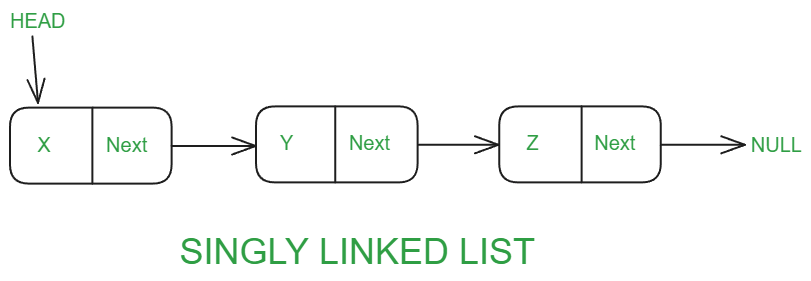 HEAD
X Next Y Next Z Next NULL
SINGLY LINKED LIST